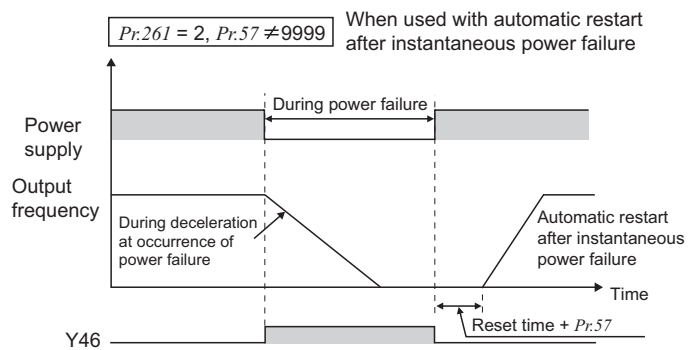 Pr.261 = 2, Pr.57 ≠9999
When used with automatic restart
after instantaneous power failure
During power failure
Power
supply
Output
frequency
During deceleration
at occurrence of
power failure
Automatic restart
after instantaneous
power failure
Time
Reset time + Pr.57
Y46